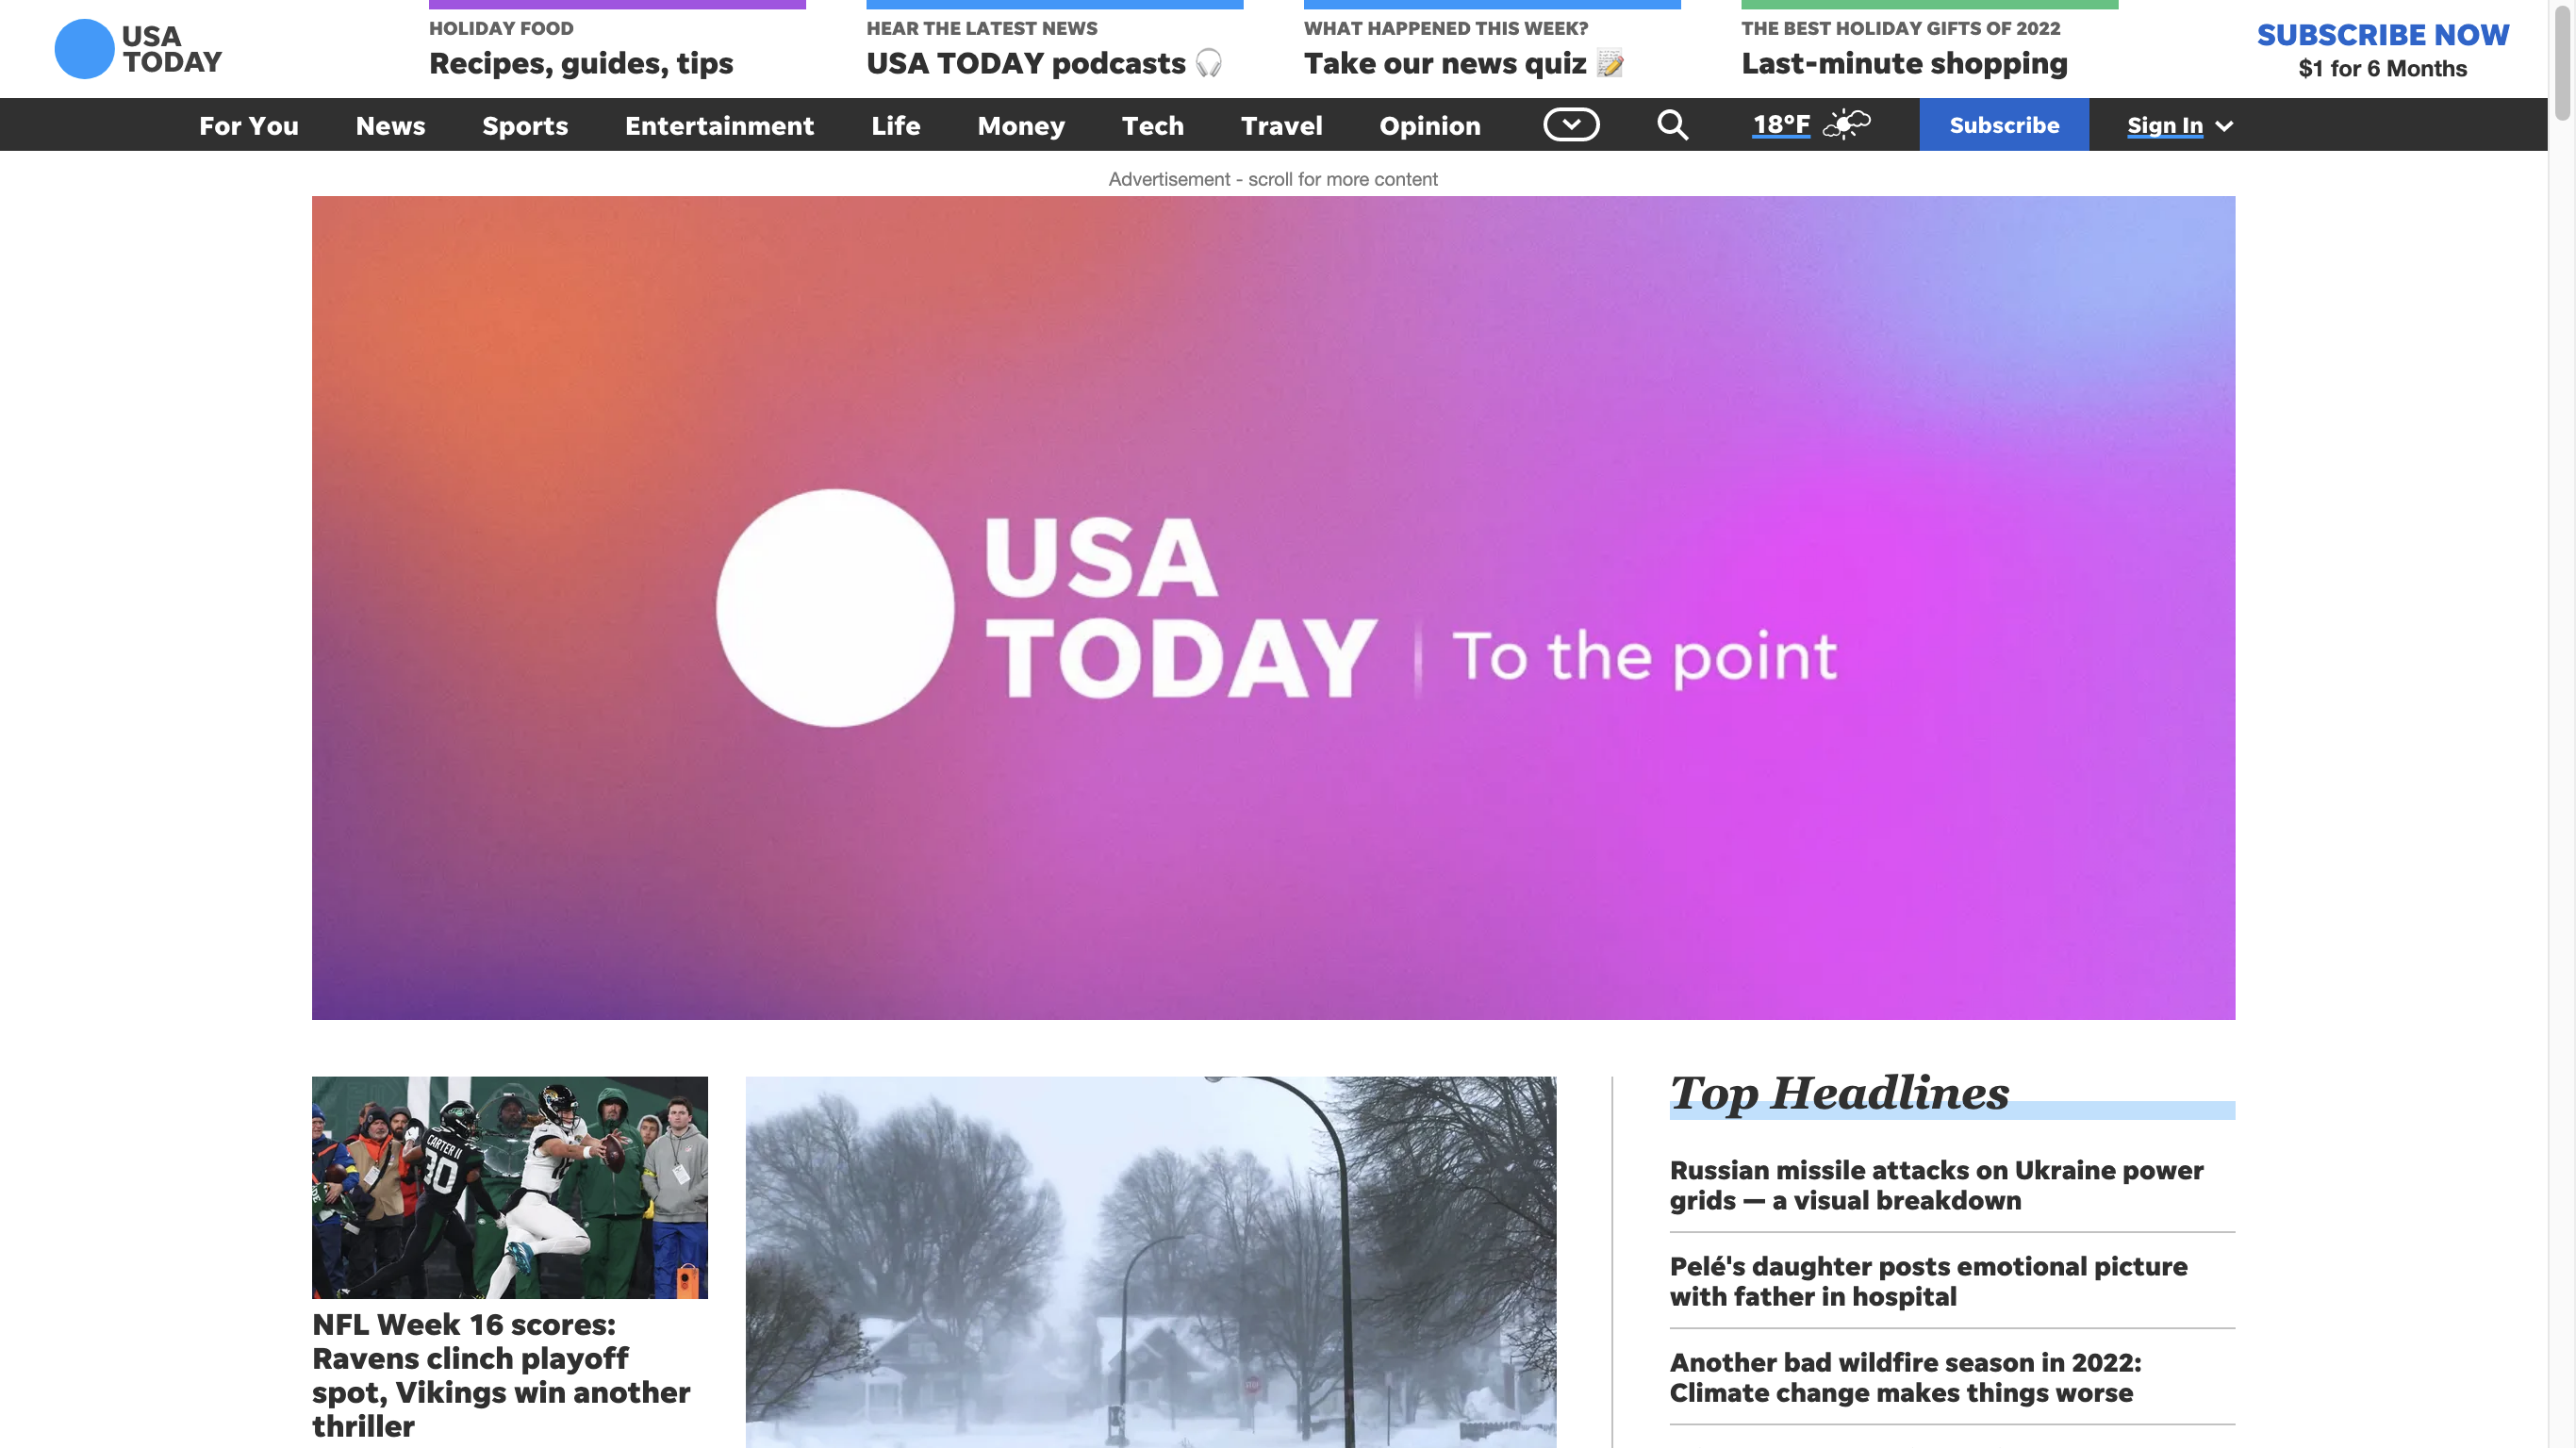 USA
TODAY
HOLIDAY FOOD
Recipes, guides, tips
HEAR THE LATEST NEWS
USA TODAY podcasts 🎧
WHAT HAPPENED THIS WEEK?
Take our news quiz 📝
THE BEST HOLIDAY GIFTS OF 2022
Last-minute shopping
SUBSCRIBE NOW
$1 for 6 Months
For You News Sports Entertainment Life Money Tech Travel Opinion 18°F Subscribe Sign In
Advertisement - scroll for more content
USA
TODAY | To the point
CARTER II
30
NFL Week 16 scores:
Ravens clinch playoff
spot, Vikings win another
thriller
Top Headlines
Russian missile attacks on Ukraine power
grids — a visual breakdown
Pelé's daughter posts emotional picture
with father in hospital
Another bad wildfire season in 2022:
Climate change makes things worse